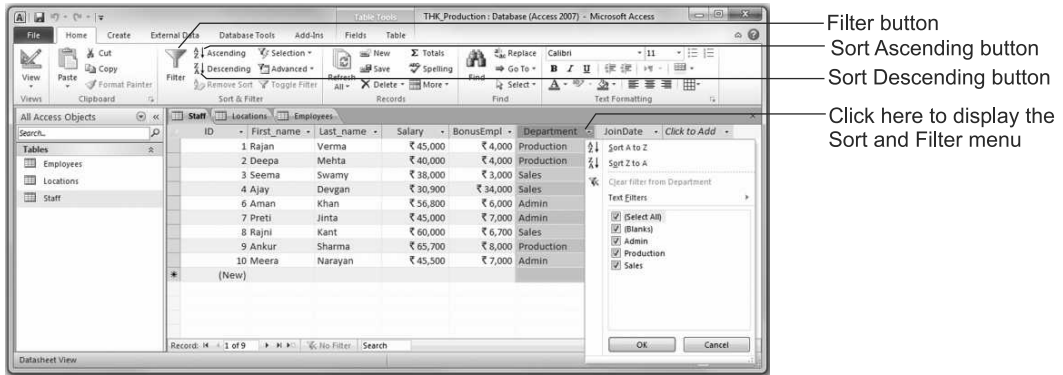 Table Tools
THK_Production : Database (Access 2007) - Microsoft Access
File Home Create External Data Database Tools Add-Ins Fields Table
View
Views
Paste
Cut
Copy
Format Painter
Clipboard
Filter
Ascending
Descending
Remove Sort
Selection
Advanced
Toggle Filter
Sort & Filter
Refresh
All
New
Save
Delete
Totals
Spelling
More
Records
Find
Replace
Go To
Select
Find
Calibri 11
B I U
A
Text Formatting
All Access Objects
Search...
Tables
Employees
Locations
Staff
Staff Locations Employees
ID First_name Last_name Salary BonusEmpl Department JoinDate Click to Add
1 Rajan Verma ₹ 45,000 ₹ 4,000 Production
2 Deepa Mehta ₹ 40,000 ₹ 4,000 Production
3 Seema Swamy ₹ 38,000 ₹ 3,000 Sales
4 Ajay Devgan ₹ 30,900 ₹ 34,000 Sales
6 Aman Khan ₹ 56,800 ₹ 6,000 Admin
7 Preti Jinta ₹ 45,000 ₹ 7,000 Admin
8 Rajni Kant ₹ 60,000 ₹ 6,700 Sales
9 Ankur Sharma ₹ 65,700 ₹ 8,000 Production
10 Meera Narayan ₹ 45,500 ₹ 7,000 Admin
(New)
Sort A to Z
Sort Z to A
Clear filter from Department
Text Filters
(Select All)
(Blanks)
Admin
Production
Sales
OK Cancel
Record: 1 of 9 No Filter Search
Datasheet View
Filter button
Sort Ascending button
Sort Descending button
Click here to display the
Sort and Filter menu